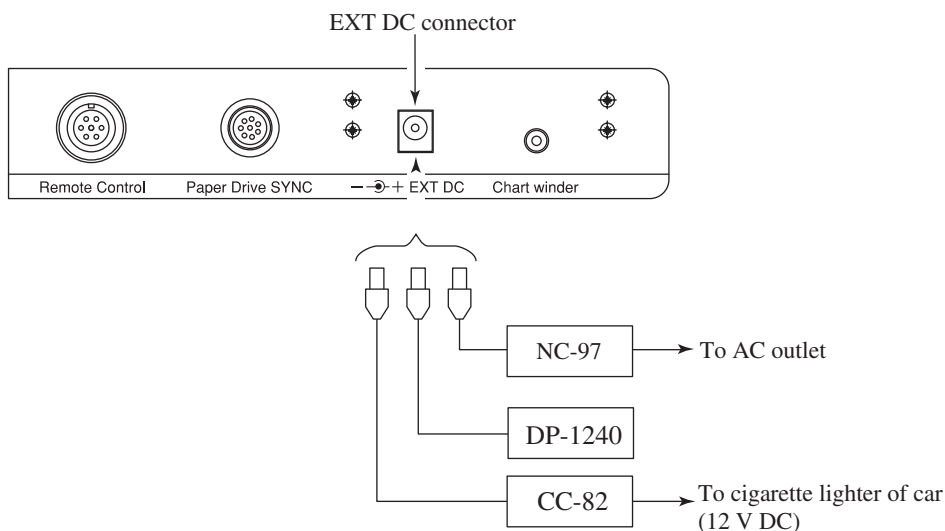 EXT DC connector
Remote Control
Paper Drive SYNC
− + EXT DC
Chart winder
NC-97
To AC outlet
DP-1240
CC-82
To cigarette lighter of car
(12 V DC)